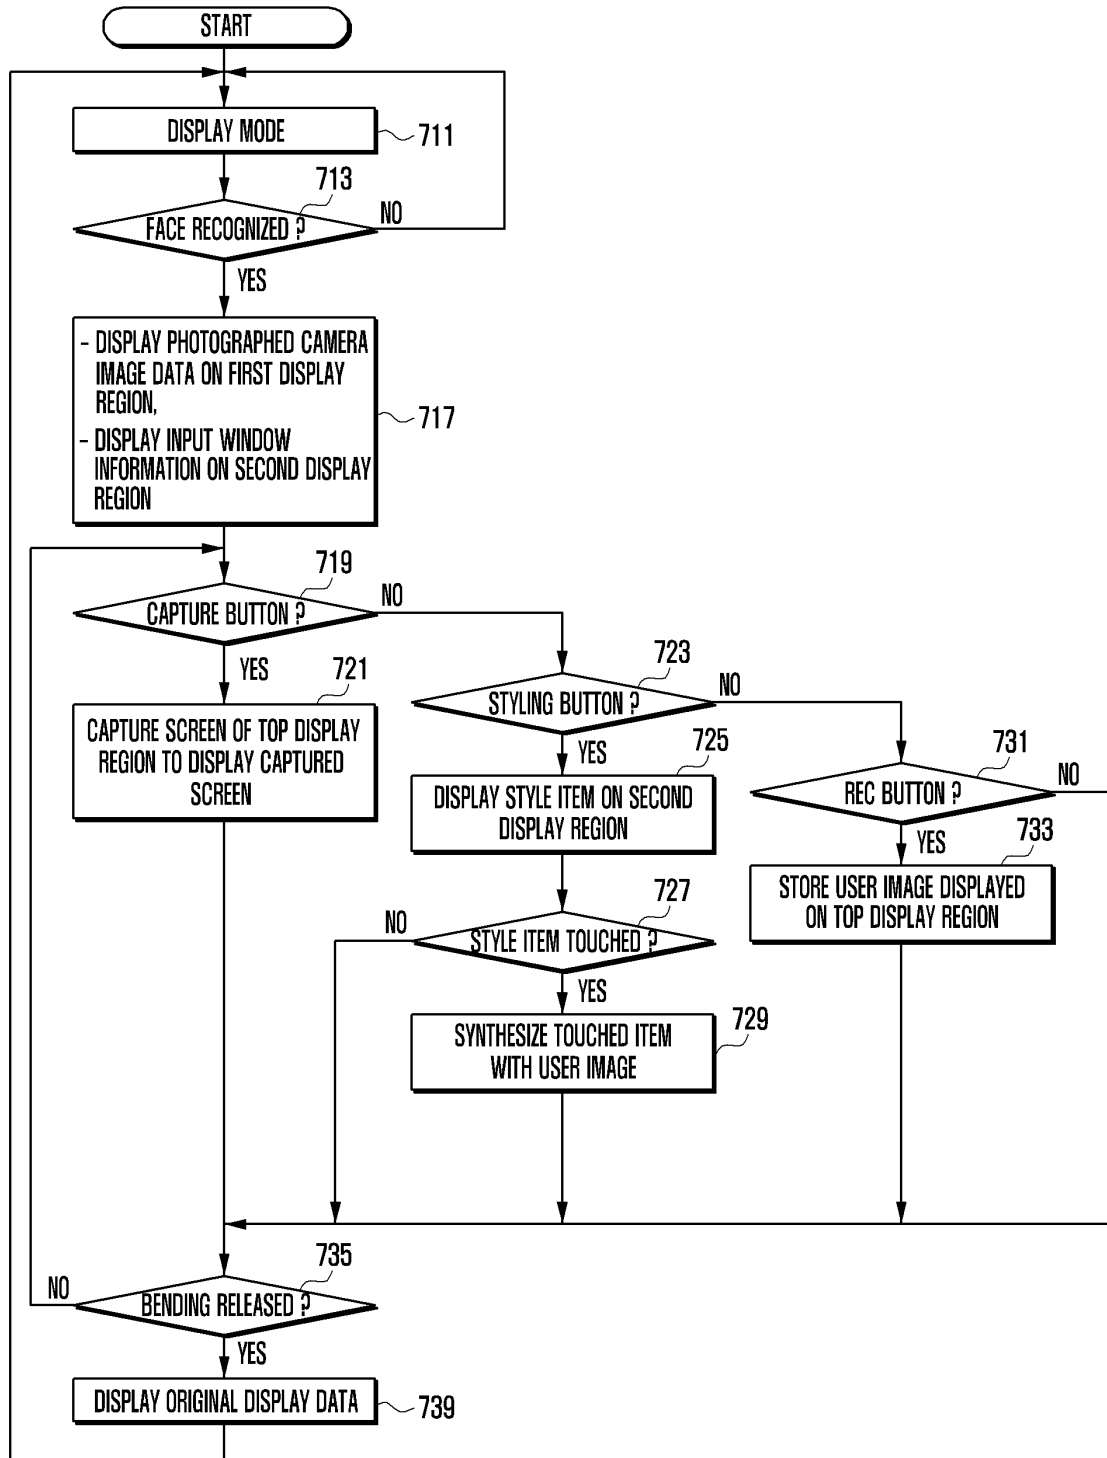 START
DISPLAY MODE
711
713
FACE RECOGNIZED ?
NO
YES
- DISPLAY PHOTOGRAPHED CAMERA
IMAGE DATA ON FIRST DISPLAY
REGION,
- DISPLAY INPUT WINDOW
INFORMATION ON SECOND DISPLAY
REGION
717
719
CAPTURE BUTTON ?
NO
YES
721
CAPTURE SCREEN OF TOP DISPLAY
REGION TO DISPLAY CAPTURED
SCREEN
723
STYLING BUTTON ?
NO
YES
725
DISPLAY STYLE ITEM ON SECOND
DISPLAY REGION
727
NO
STYLE ITEM TOUCHED ?
YES
729
SYNTHESIZE TOUCHED ITEM
WITH USER IMAGE
731
REC BUTTON ?
NO
YES
733
STORE USER IMAGE DISPLAYED
ON TOP DISPLAY REGION
735
NO
BENDING RELEASED ?
YES
DISPLAY ORIGINAL DISPLAY DATA
739